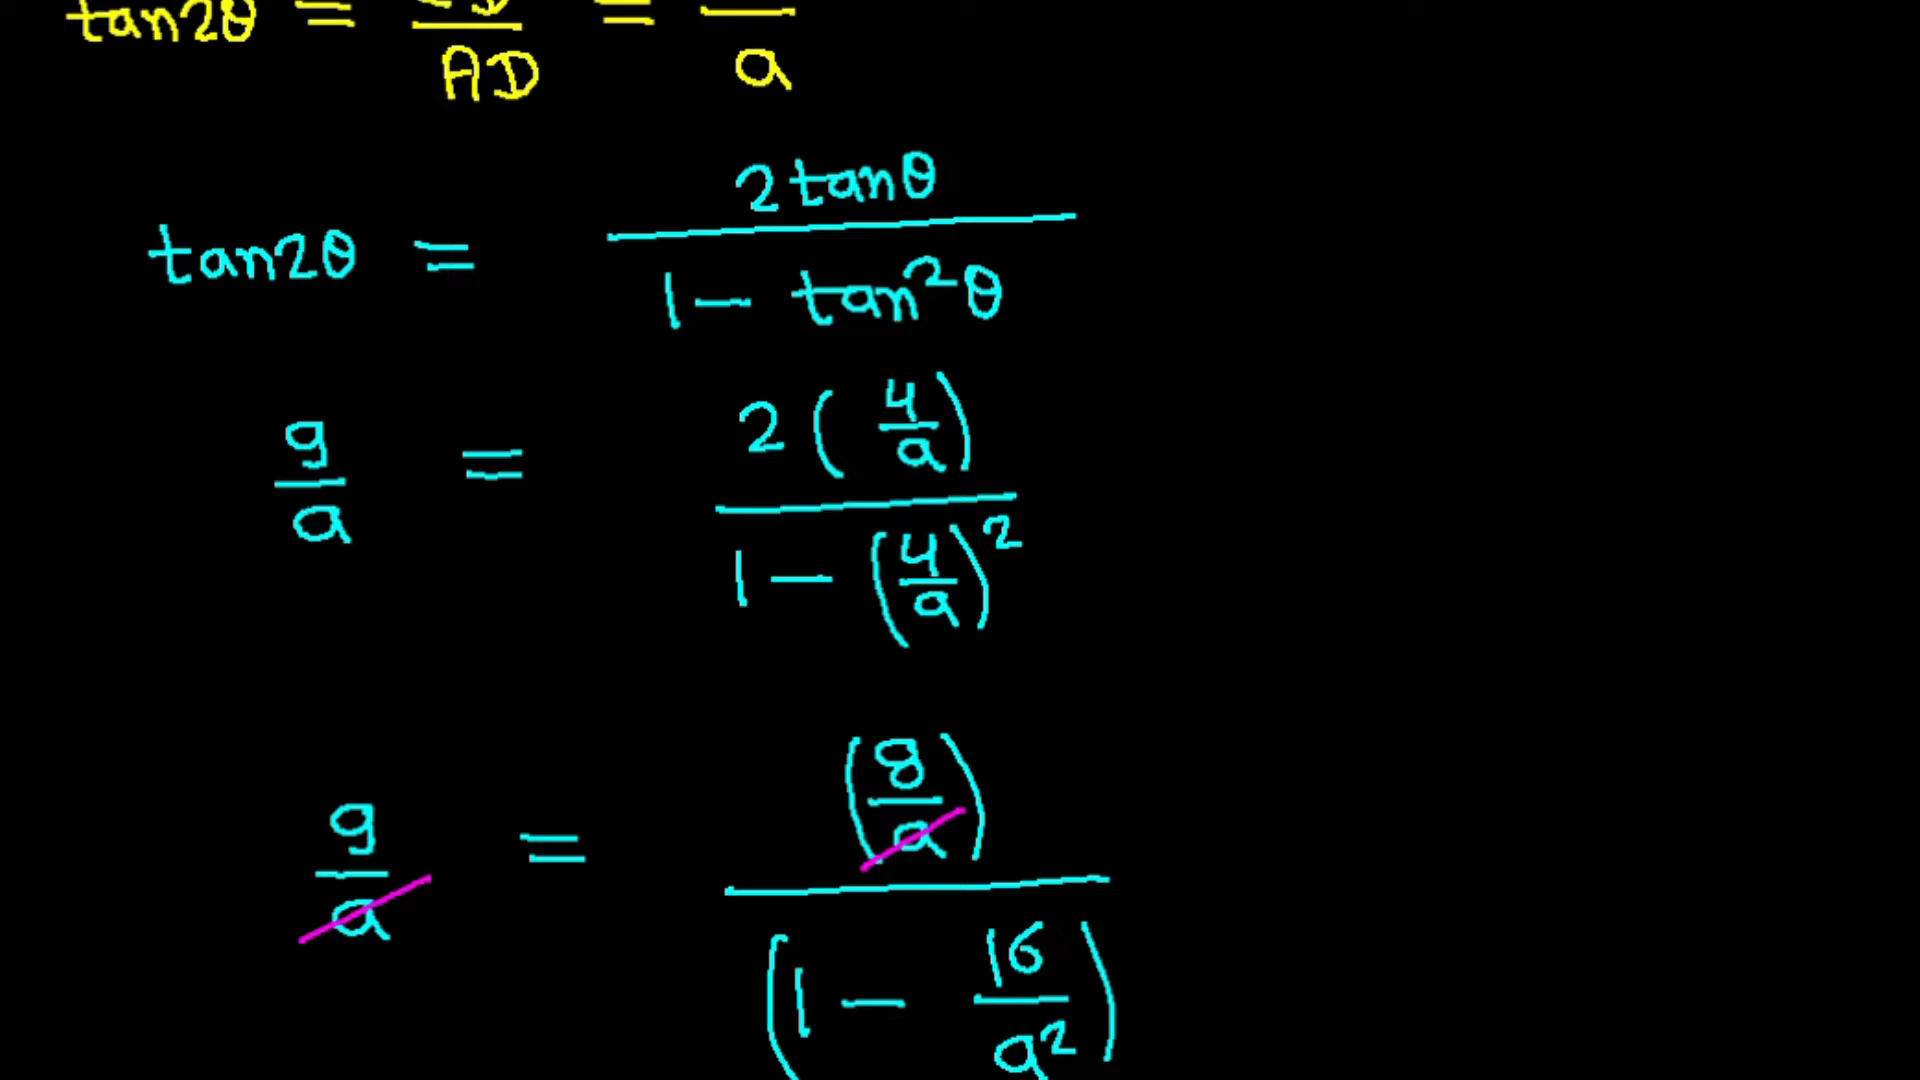 tan2θ = / AD = / a
tan2θ = 2tanθ / 1 - tan²θ
9/a = 2(4/a) / 1 - (4/a)²
9/a = (8/a) / (1 - 16/a²)